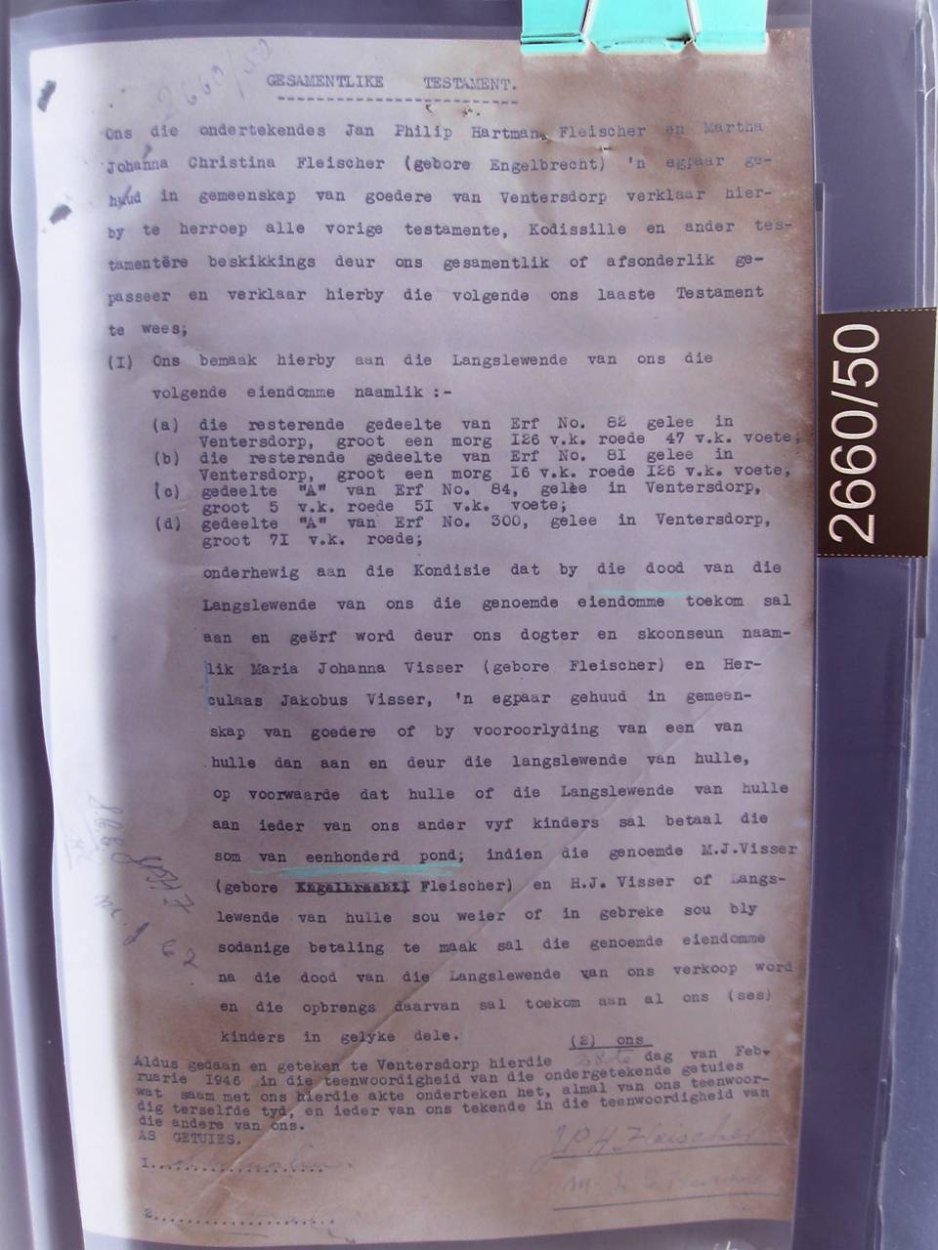 2660/50
GESAMENTLIKE TESTAMENT.
Ons die ondertekendes Jan Philip Hartman, Fleischer en Martha
Johanna Christina Fleischer (gebore Engelbrecht) 'n egpaar ge-
huud in gemeenskap van goedere van Ventersdorp verklaar hier-
by te herroep alle vorige testamente, Kodissille en ander tes-
tamentêre beskikkings deur ons gesamentlik of afsonderlik ge-
passeer en verklaar hierby die volgende ons laaste Testament
te wees;
(I) Ons bemaak hierby aan die Langslewende van ons die
volgende eiendomme naamlik :-
(a) die resterende gedeelte van Erf No. 82 gelee in
Ventersdorp, groot een morg I26 v.k. roede 47 v.k. voete;
(b) die resterende gedeelte van Erf No. 8I gelee in
Ventersdorp, groot een morg I6 v.k. roede I26 v.k. voete,
(c) gedeelte "A" van Erf No. 84, gelêe in Ventersdorp,
groot 5 v.k. roede 5I v.k. voete;
(d) gedeelte "A" van Erf No. 300, gelee in Ventersdorp,
groot 7I v.k. roede;
onderhewig aan die Kondisie dat by die dood van die
Langslewende van ons die genoemde eiendomme toekom sal
aan en geërf word deur ons dogter en skoonseun naam-
lik Maria Johanna Visser (gebore Fleischer) en Her-
culaas Jakobus Visser, 'n egpaar gehuud in gemeen-
skap van goedere of by vooroorlyding van een van
hulle dan aan en deur die langslewende van hulle,
op voorwaarde dat hulle of die Langslewende van hulle
aan ieder van ons ander vyf kinders sal betaal die
som van eenhonderd pond; indien die genoemde M.J.Visser
(gebore Fleischer) en H.J. Visser of Langs-
lewende van hulle sou weier of in gebreke sou bly
sodanige betaling te maak sal die genoemde eiendomme
na die dood van die Langslewende van ons verkoop word
en die opbrengs daarvan sal toekom aan al ons (ses)
kinders in gelyke dele. (2) ons
Aldus gedaan en geteken te Ventersdorp hierdie dag van Feb-
ruarie I946 in die teenwoordigheid van die ondergetekende getuies
wat saam met ons hierdie akte onderteken het, almal van ons teenwoor-
dig terselfde tyd, en ieder van ons tekende in die teenwoordigheid van
die andere van ons.
AS GETUIES.
J P H Fleischer
1.
2.
2660/50